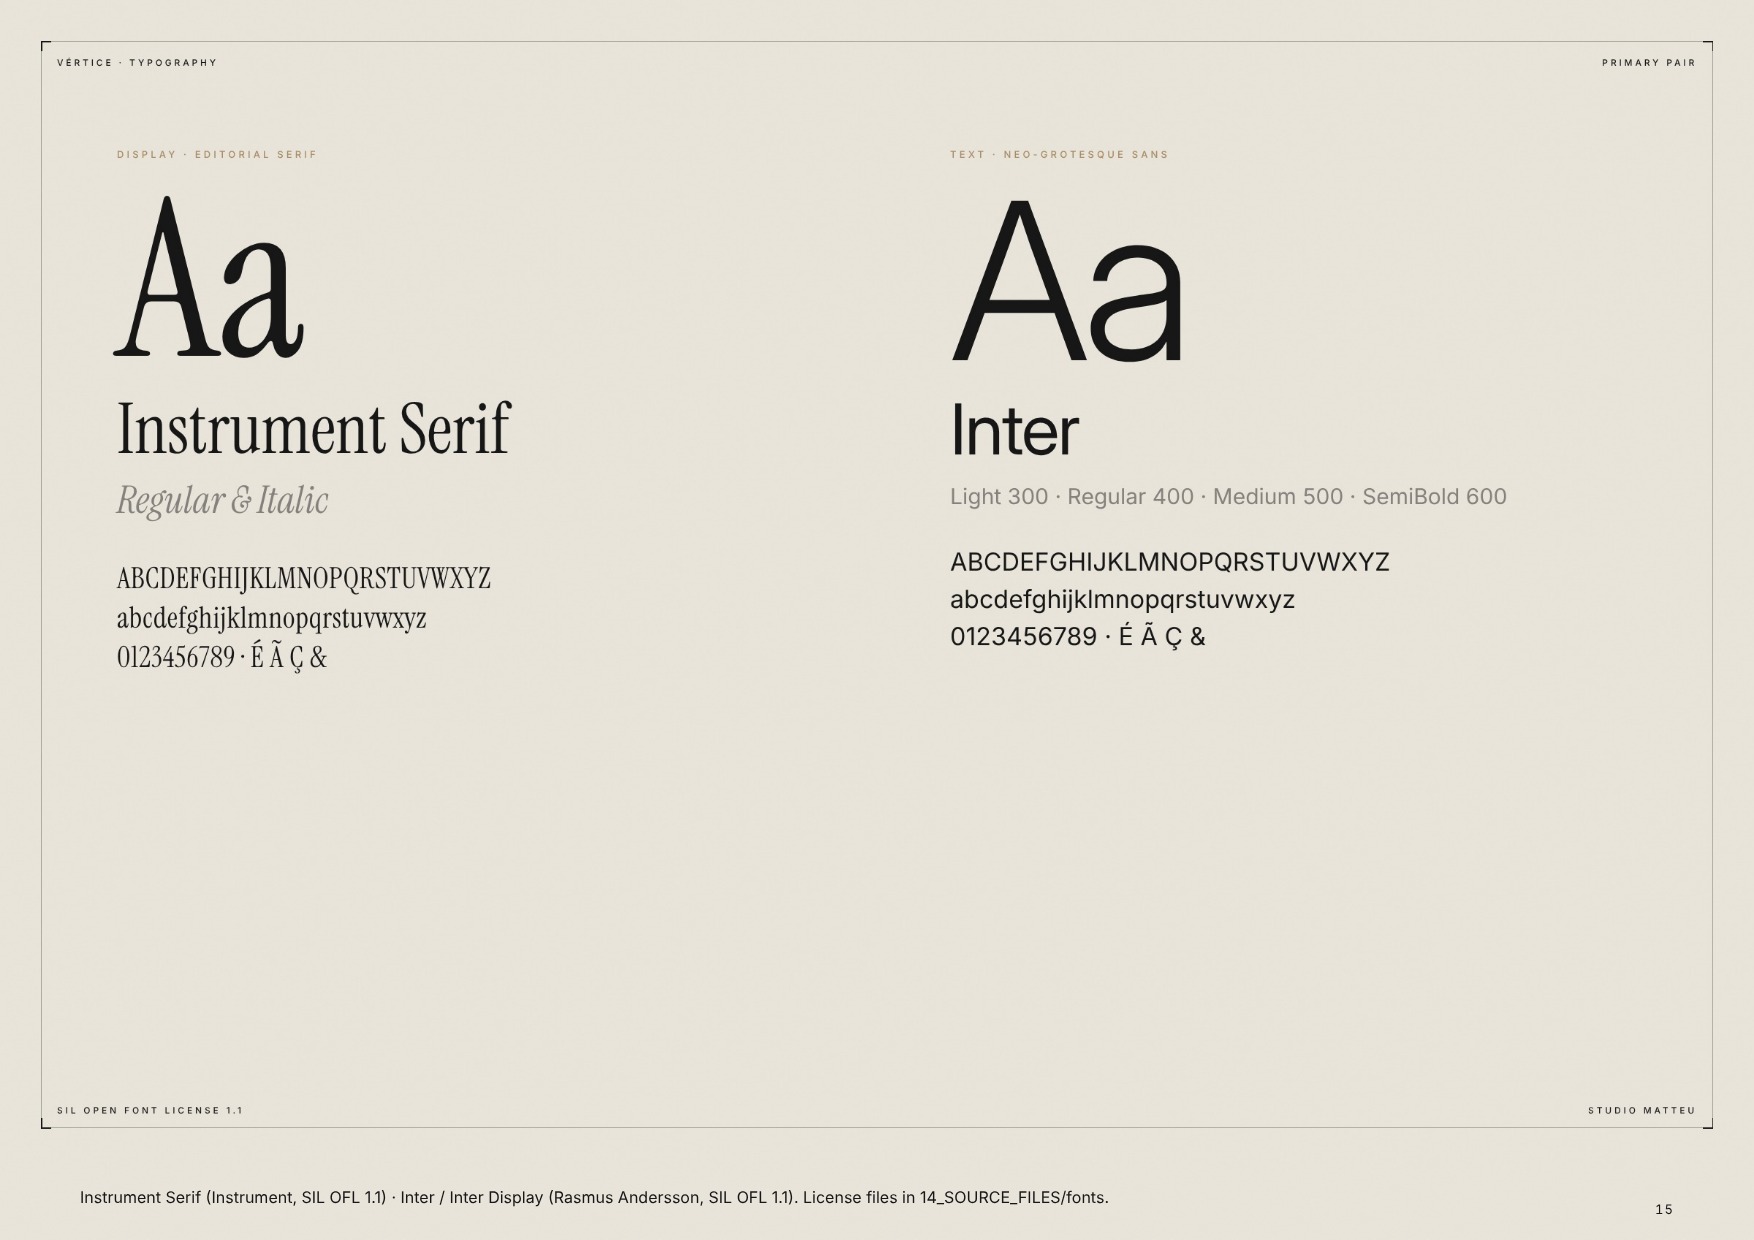 VÉRTICE · TYPOGRAPHY
PRIMARY PAIR
DISPLAY · EDITORIAL SERIF
Aa
Instrument Serif
Regular & Italic
ABCDEFGHIJKLMNOPQRSTUVWXYZ
abcdefghijklmnopqrstuvwxyz
0123456789 · É Ã Ç &
TEXT · NEO-GROTESQUE SANS
Aa
Inter
Light 300 · Regular 400 · Medium 500 · SemiBold 600
ABCDEFGHIJKLMNOPQRSTUVWXYZ
abcdefghijklmnopqrstuvwxyz
0123456789 · É Ã Ç &
SIL OPEN FONT LICENSE 1.1
STUDIO MATTEU
Instrument Serif (Instrument, SIL OFL 1.1) · Inter / Inter Display (Rasmus Andersson, SIL OFL 1.1). License files in 14_SOURCE_FILES/fonts.
15